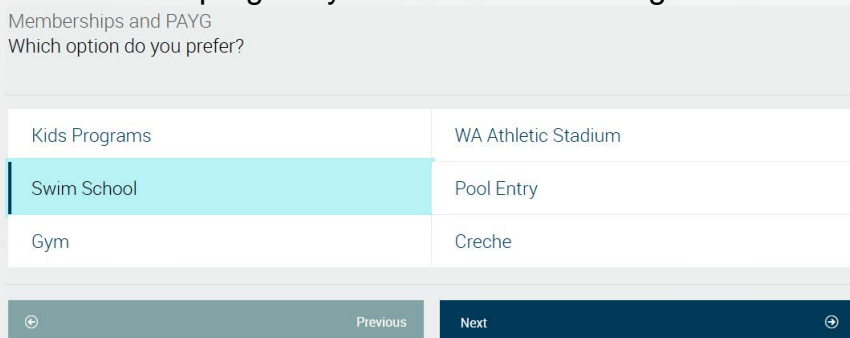 Memberships and PAYG
Which option do you prefer?
Kids Programs
WA Athletic Stadium
Swim School
Pool Entry
Gym
Creche
Previous
Next